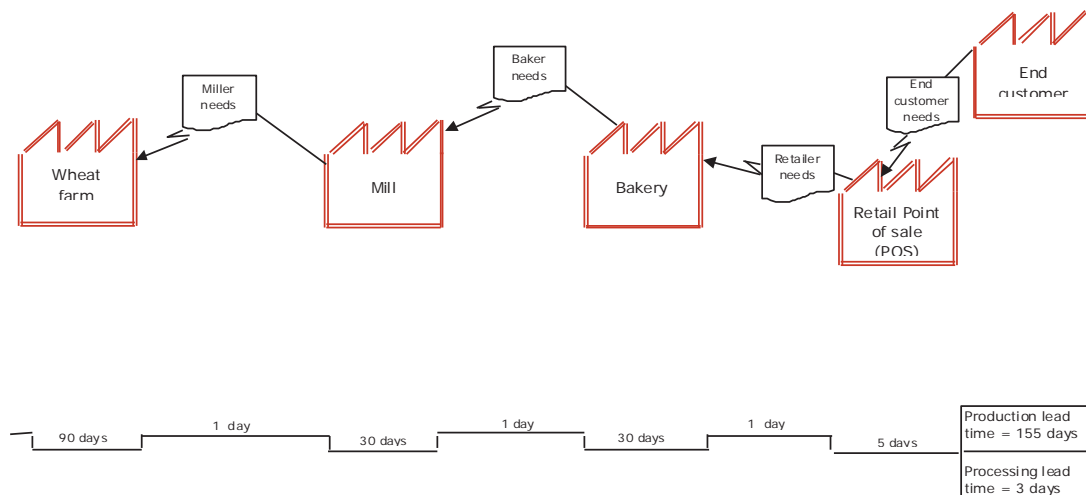 End
customer
Baker
needs
Miller
needs
End
customer
needs
Wheat
farm
Mill
Bakery
Retailer
needs
Retail Point
of sale
(POS)
90 days
1 day
30 days
1 day
30 days
1 day
5 days
Production lead
time = 155 days
Processing lead
time = 3 days